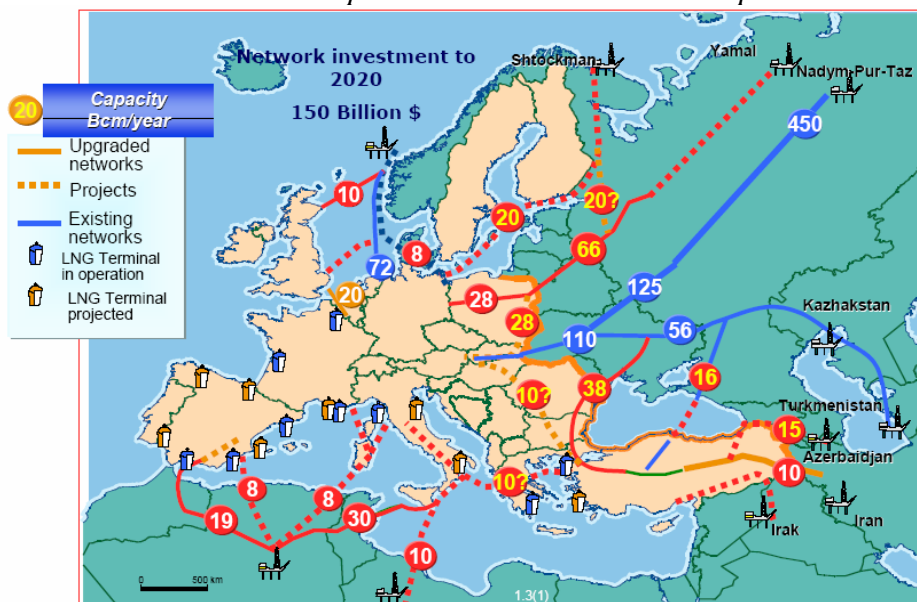 Network investment to
2020
150 Billion $
Shtockman
Yamal
Nadym-Pur-Taz
20
Capacity
Bcm/year
Upgraded
networks
Projects
Existing
networks
LNG Terminal
in operation
LNG Terminal
projected
450
10
20?
20
66
8
72
125
20
28
28
Kazhakstan
56
110
16
10?
38
Turkmenistan
15
Azerbaidjan
10?
10
8
8
19
30
Irak
Iran
10
0
500 km
1.3(1)